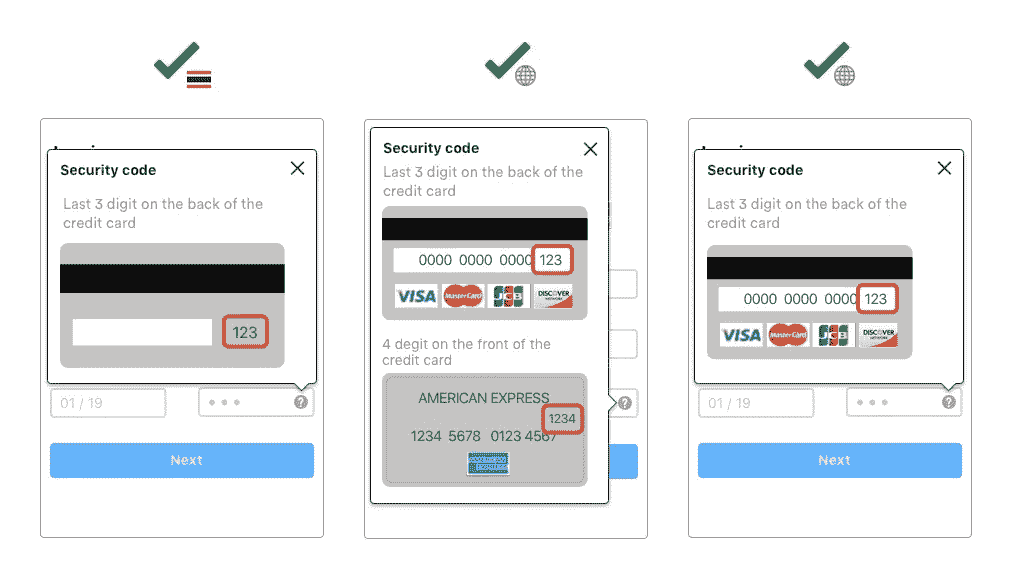 Security code
Last 3 digit on the back of the
credit card
123
01 / 19
Next
Security code
Last 3 digit on the back of the
credit card
0000 0000 0000 123
VISA MasterCard JCB DISCOVER
NETWORK
4 degit on the front of the
credit card
AMERICAN EXPRESS
1234
1234 5678 0123 4567
AMERICAN
EXPRESS
Security code
Last 3 digit on the back of the
credit card
0000 0000 0000 123
VISA MasterCard JCB DISCOVER
NETWORK
01 / 19
Next